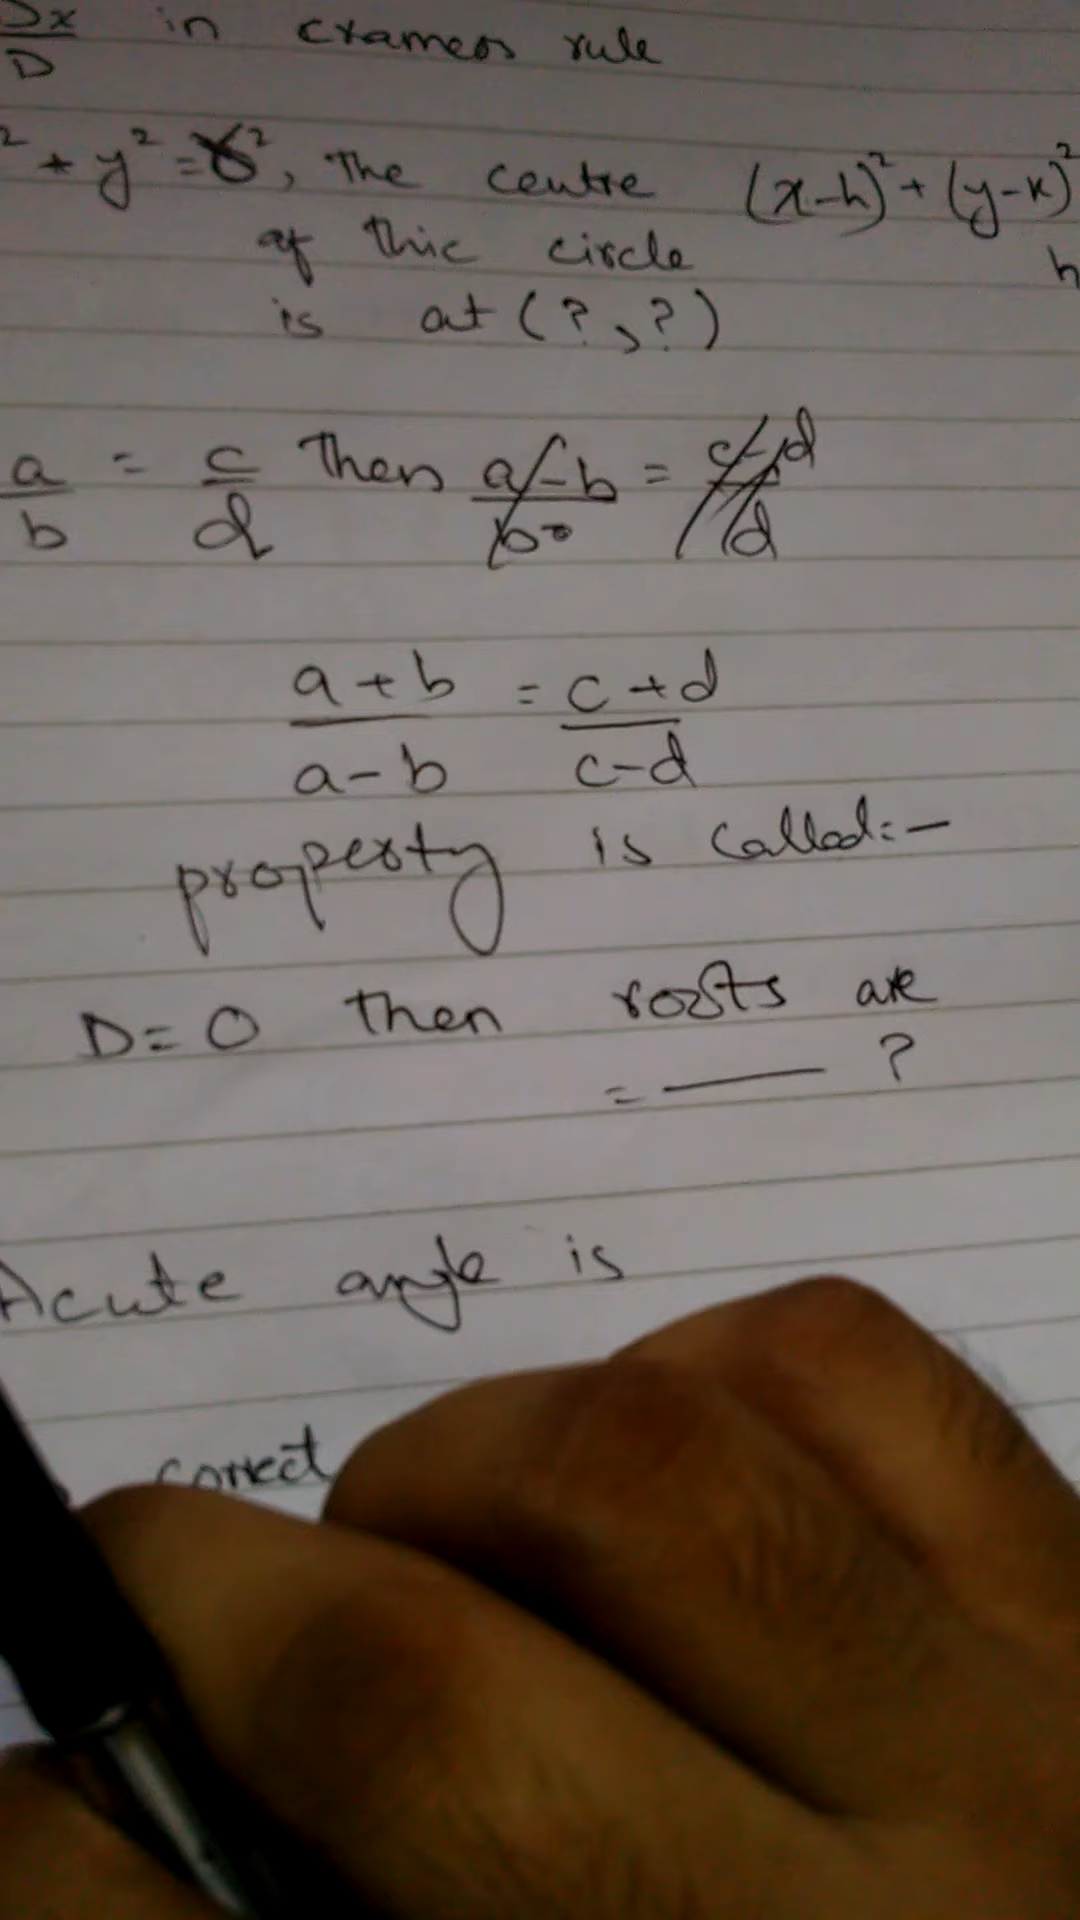 Dx in cramers rule
D
² + y² = r², The centre (x-h)² + (y-k)²
of this circle h
is at (?,?)
a = c Then a-b = c-d
b d b d
a+b = c+d
a-b c-d
property is called:-
D=0 then roots are
= —— ?
Acute angle is
correct